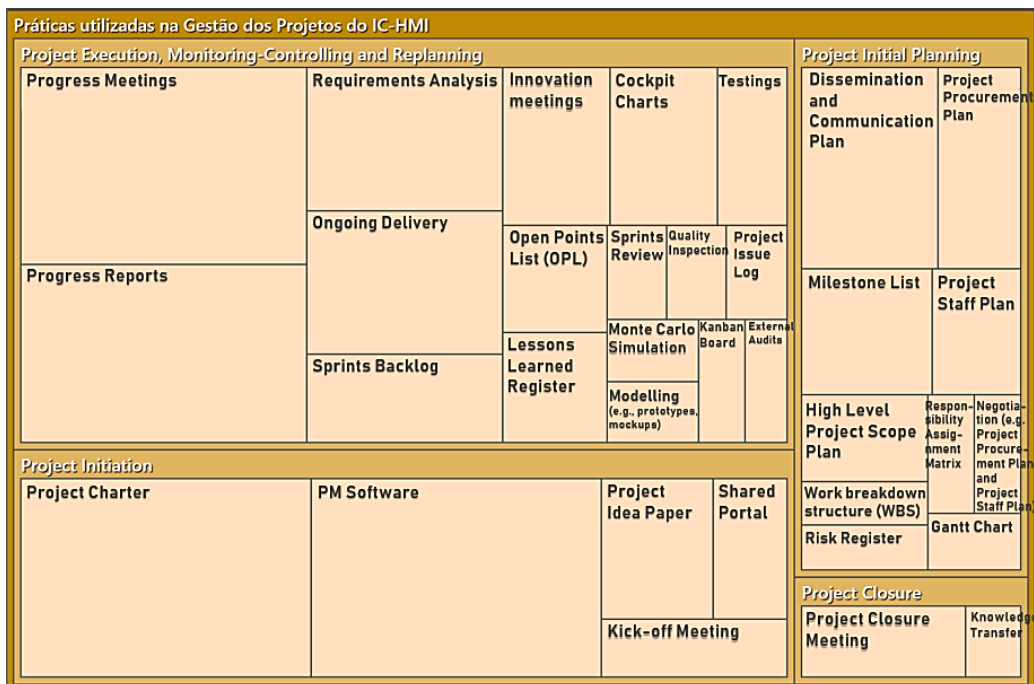 Práticas utilizadas na Gestão dos Projetos do IC-HMI
Project Execution, Monitoring-Controlling and Replanning
Progress Meetings
Progress Reports
Requirements Analysis
Ongoing Delivery
Sprints Backlog
Innovation
meetings
Cockpit
Charts
Testings
Open Points
List (OPL)
Sprints
Review
Quality
Inspection
Project
Issue
Log
Lessons
Learned
Register
Monte Carlo
Simulation
Kanban
Board
External
Audits
Modelling
(e.g., prototypes,
mockups)
Project Initiation
Project Charter
PM Software
Project
Idea Paper
Shared
Portal
Kick-off Meeting
Project Initial Planning
Dissemination
and
Communication
Plan
Project
Procurement
Plan
Milestone List
Project
Staff Plan
High Level
Project Scope
Plan
Respon-
sibility
Assig-
nment
Matrix
Negotia-
tion (e.g.
Project
Procure-
ment Plan
and
Project
Staff Plan)
Work breakdown
structure (WBS)
Risk Register
Gantt Chart
Project Closure
Project Closure
Meeting
Knowledge
Transfer